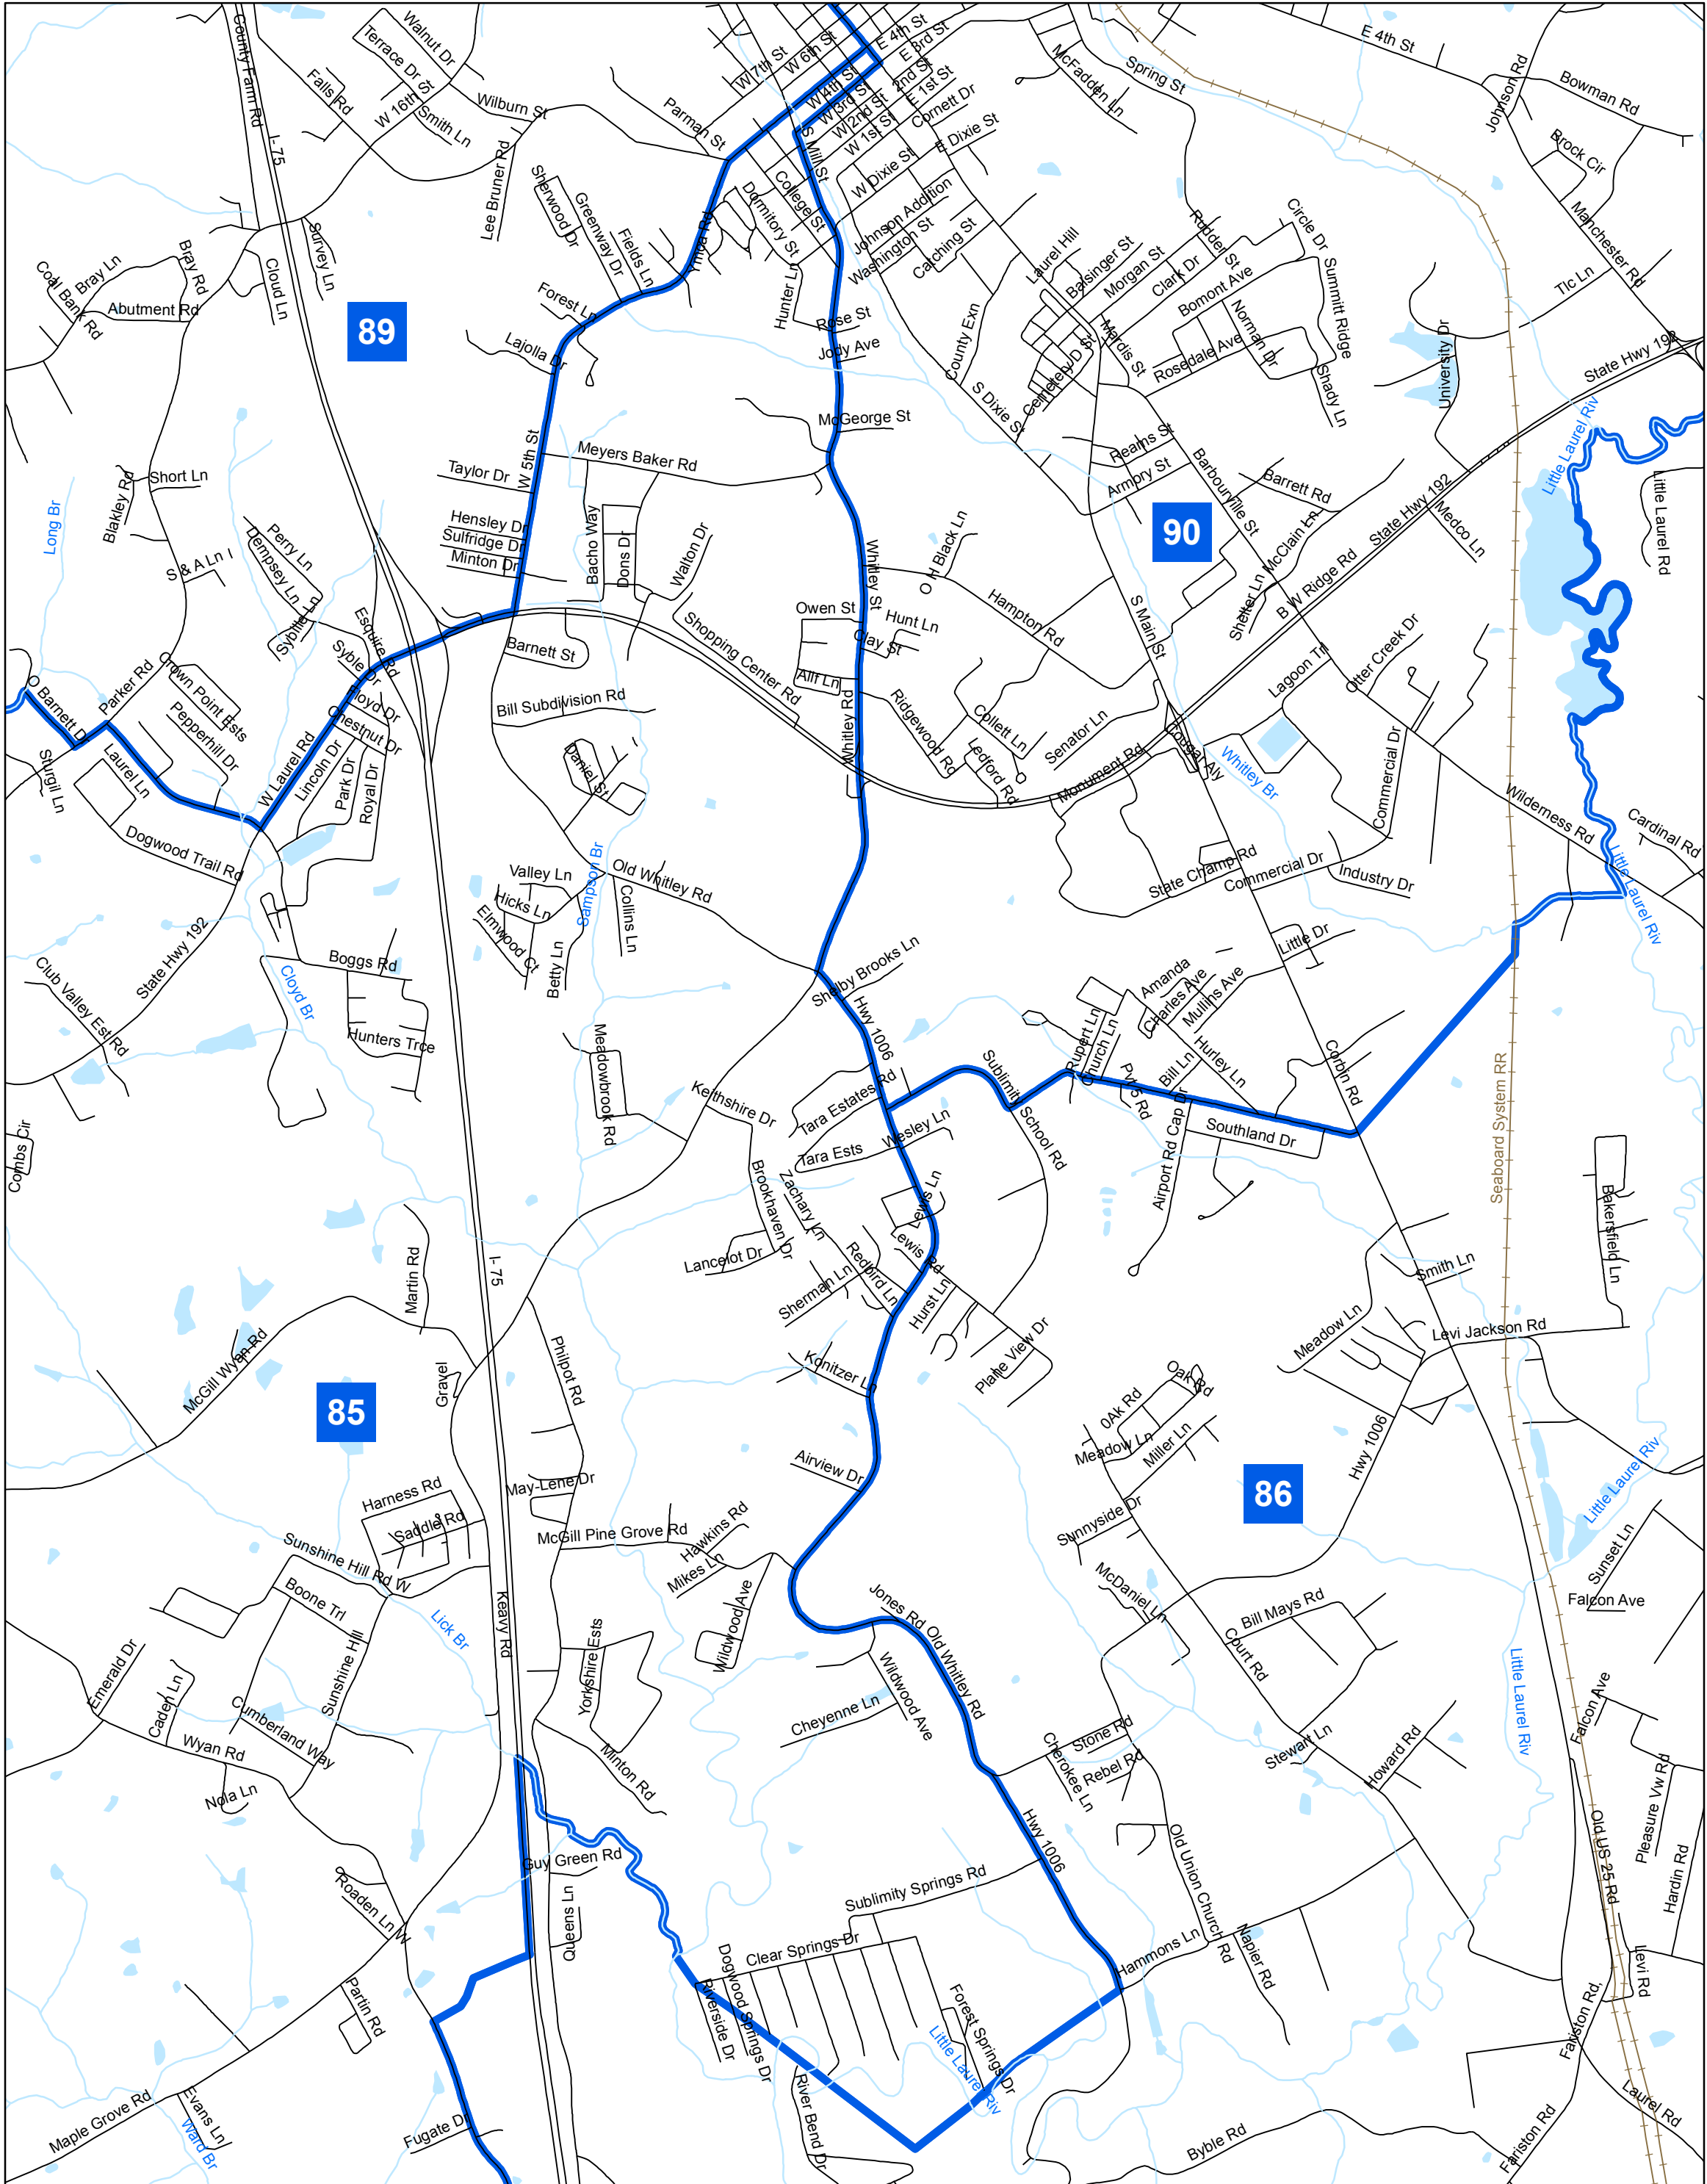 County Farm Rd
Walnut Dr
Terrace Dr
W 16th St
Falls Rd
Smith Ln
Wilburn St
Parman St
W 7th St
W 6th St
E 4th St
E 3rd St
W 4th St
W 3rd St
2nd St
W 2nd St
E 1st St
W 1st St
Cornett Dr
E Dixie St
W Dixie St
McFadden Ln
Spring St
E 4th St
Johnson Rd
Bowman Rd
Brock Cir
Manchester Rd
I- 75
Lee Bruner Rd
Sherwood Dr
Greenway Dr
Fields Ln
Dormitory St
College St
S Mill St
Johnson Addition
Washington St
Catching St
Hunter Ln
Laurel Hill
Balsinger St
Morgan St
Clark Dr
Rudder St
Circle Dr
Summitt Ridge
Bomont Ave
Norman Dr
Rosedale Ave
Mardis St
Shady Ln
Tlc Ln
University Dr
State Hwy 192
Coal Bank Rd
Bray Ln
Bray Rd
Abutment Rd
Cloud Ln
Survey Ln
89
Forest Ln
Lajolla Dr
Rose St
Jody Ave
County Exn
Cemetery D St
S Dixie St
McGeorge St
Reams St
Armory St
Barbourville St
Barrett Rd
90
Little Laurel Riv
Little Laurel Rd
Medco Ln
State Hwy 192
McClain Ln
Shelter Ln
B W Ridge Rd
Long Br
Blakley Rd
Short Ln
S & A Ln
Perry Ln
Dempsey Ln
Sybille Ln
Esquire Rd
Syble Dr
Taylor Dr
W 5th St
Meyers Baker Rd
Hensley Dr
Sulfridge Dr
Minton Dr
Bacho Way
Dons Dr
Walton Dr
Whitley St
O H Black Ln
Hampton Rd
Owen St
Hunt Ln
Clay St
Allf Ln
S Main St
Lagoon Trl
Otter Creek Dr
O Barnett Dr
Parker Rd
Crown Point Ests
Pepperhill Dr
Floyd Dr
Chestnut Dr
W Laurel Rd
Lincoln Dr
Park Dr
Royal Dr
Sturgil Ln
Laurel Ln
Dogwood Trail Rd
Barnett St
Bill Subdivision Rd
Shopping Center Rd
Whitley Rd
Ridgewood Rd
Collett Ln
Ledford Rd
Senator Ln
Monument Rd
Cougar Aly
Whitley Br
Commercial Dr
Wilderness Rd
Cardinal Rd
Daniel St
Valley Ln
Hicks Ln
Elmwood Ct
Betty Ln
Sampson Br
Collins Ln
Old Whitley Rd
State Champ Rd
Commercial Dr
Industry Dr
Little Laurel Riv
Club Valley Est Rd
State Hwy 192
Cloyd Br
Boggs Rd
Hunters Trce
Shelby Brooks Ln
Hwy 1006
Little Dr
Amanda
Charles Ave
Mullins Ave
Rupert Ln
Church Ln
Pvt 5 Rd
Bill Ln
Hurley Ln
Corbin Rd
Seaboard System RR
Combs Cir
Meadowbrook Rd
Keithshire Dr
Tara Estates Rd
Tara Ests
Wesley Ln
Sublimity School Rd
Airport Rd Cap Dr
Southland Dr
Brookhaven Dr
Zachary Ln
Lewis Ln
Lewis Rd
Redbird Ln
Lancelot Dr
Sherman Ln
Hurst Ln
Plane View Dr
Bakersfield Ln
Smith Ln
Levi Jackson Rd
Meadow Ln
Martin Rd
I- 75
McGill Wyan Rd
Gravel
Philpot Rd
Konitzer Ln
85
Oak Rd
0Ak Rd
Meadow Ln
Miller Ln
Hwy 1006
86
Little Laurel Riv
Airview Dr
Sunnyside Dr
Sunset Ln
Falcon Ave
Harness Rd
Saddle Rd
May-Lene Dr
McGill Pine Grove Rd
Hawkins Rd
Mikes Ln
Sunshine Hill Rd W
Boone Trl
Lick Br
Keavy Rd
Wildwood Ave
Jones Rd
Old Whitley Rd
McDaniel Ln
Bill Mays Rd
Court Rd
Little Laurel Riv
Emerald Dr
Caden Ln
Sunshine Hill
Cumberland Way
Wyan Rd
Nola Ln
Yorkshire Ests
Minton Rd
Cheyenne Ln
Wildwood Ave
Stone Rd
Cherokee Ln
Rebel Rd
Stewart Ln
Howard Rd
Falcon Ave
Pleasure Vw Rd
Hardin Rd
Old US 25 Rd
Guy Green Rd
Queens Ln
Roaden Ln W
Partin Rd
Sublimity Springs Rd
Clear Springs Dr
Hwy 1006
Old Union Church Rd
Hammons Ln
Napier Rd
Riverside Dr
Dogwood Springs Dr
Forest Springs Dr
Little Laurel Riv
River Bend Dr
levi Rd
Fariston Rd.
Laurel Rd
Fariston Rd
Byble Rd
Maple Grove Rd
Evans Ln
Ward Br
Fugate Dr